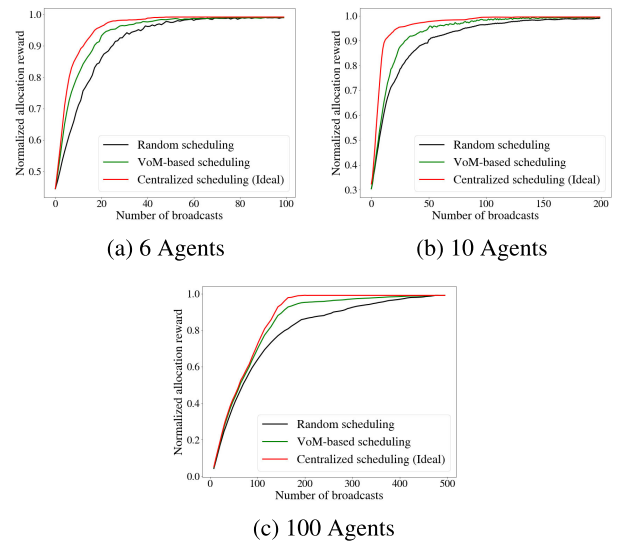 1.0
0.9
0.8
0.7
0.6
0.5
Normalized allocation reward
Random scheduling
VoM-based scheduling
Centralized scheduling (Ideal)
0 20 40 60 80 100
Number of broadcasts
(a) 6 Agents
1.0
0.9
0.8
0.7
0.6
0.5
0.4
0.3
Normalized allocation reward
Random scheduling
VoM-based scheduling
Centralized scheduling (Ideal)
0 50 100 150 200
Number of broadcasts
(b) 10 Agents
1.0
0.8
0.6
0.4
0.2
0.0
Normalized allocation reward
Random scheduling
VoM-based scheduling
Centralized scheduling (Ideal)
0 100 200 300 400 500
Number of broadcasts
(c) 100 Agents